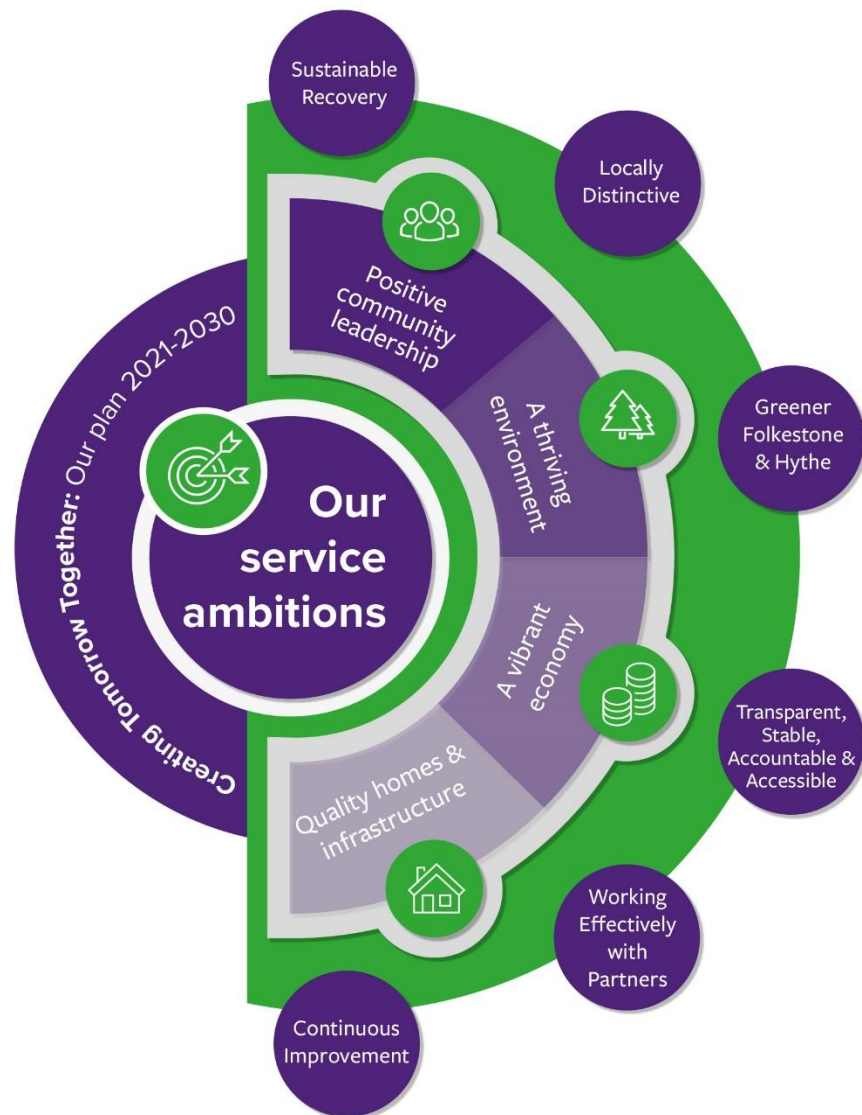 Sustainable
Recovery
Locally
Distinctive
Positive
community
leadership
Creating Tomorrow Together: Our plan 2021-2030
A thriving
environment
Greener
Folkestone
& Hythe
Our
service
ambitions
A vibrant
economy
Transparent,
Stable,
Accountable &
Accessible
Quality homes &
infrastructure
Working
Effectively
with
Partners
Continuous
Improvement